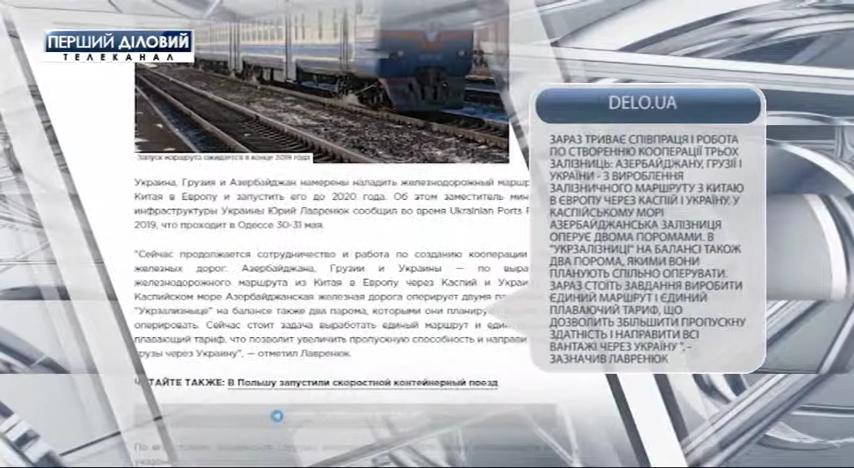 ПЕРШИЙ ДІЛОВИЙ
ТЕЛЕКАНАЛ
Запуск маршрута ожидается в конце 2019 года
Украина, Грузия и Азербайджан намерены наладить железнодорожный
Китая в Европу и запустить его до 2020 года. Об этом заместитель
инфраструктуры Украины Юрий Лавренюк сообщил во время Ukrainian Ports
2019, что проходит в Одессе 30-31 мая.
"Сейчас продолжается сотрудничество и работа по созданию кооперации
железных дорог: Азербайджана, Грузии и Украины — по
железнодорожного маршрута из Китая в Европу через Каспий и
Каспийском море Азербайджанская железная дорога оперирует двумя
"Укрзализныце" на балансе также два парома, которыми они
оперировать. Сейчас стоит задача выработать единый маршрут и
плавающий тариф, что позволит увеличить пропускную способность и
грузы через Украину", — отметил Лавренюк.
ЧИТАЙТЕ ТАКЖЕ: В Польшу запустили скоростной контейнерный поезд
DELO.UA
ЗАРАЗ ТРИВАЄ СПІВПРАЦЯ І РОБОТА
ПО СТВОРЕННЮ КООПЕРАЦІЇ ТРЬОХ
ЗАЛІЗНИЦЬ: АЗЕРБАЙДЖАНУ, ГРУЗІЇ І
УКРАЇНИ - З ВИРОБЛЕННЯ
ЗАЛІЗНИЧНОГО МАРШРУТУ З КИТАЮ
В ЄВРОПУ ЧЕРЕЗ КАСПІЙ І УКРАЇНУ. У
КАСПІЙСЬКОМУ МОРІ
АЗЕРБАЙДЖАНСЬКА ЗАЛІЗНИЦЯ
ОПЕРУЄ ДВОМА ПОРОМАМИ. В
"УКРЗАЛІЗНИЦІ" НА БАЛАНСІ ТАКОЖ
ДВА ПОРОМА, ЯКИМИ ВОНИ
ПЛАНУЮТЬ СПІЛЬНО ОПЕРУВАТИ.
ЗАРАЗ СТОЇТЬ ЗАВДАННЯ ВИРОБИТИ
ЄДИНИЙ МАРШРУТ І ЄДИНИЙ
ПЛАВАЮЧИЙ ТАРИФ, ЩО
ДОЗВОЛИТЬ ЗБІЛЬШИТИ ПРОПУСКНУ
ЗДАТНІСТЬ І НАПРАВИТИ ВСІ
ВАНТАЖІ ЧЕРЕЗ УКРАЇНУ ", -
ЗАЗНАЧИВ ЛАВРЕНЮК